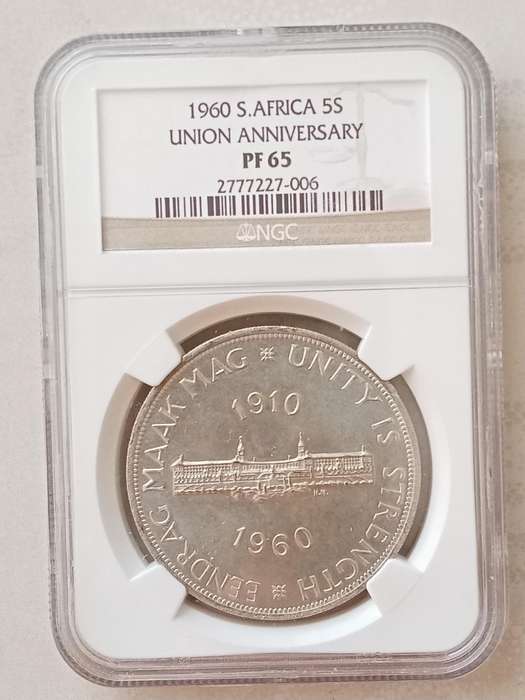 1960 S.AFRICA 5S
UNION ANNIVERSARY
PF 65
2777227-006
NGC
EENDRAG MAAK MAG ※ UNITY IS STRENGTH ※
1910
H.M.
1960